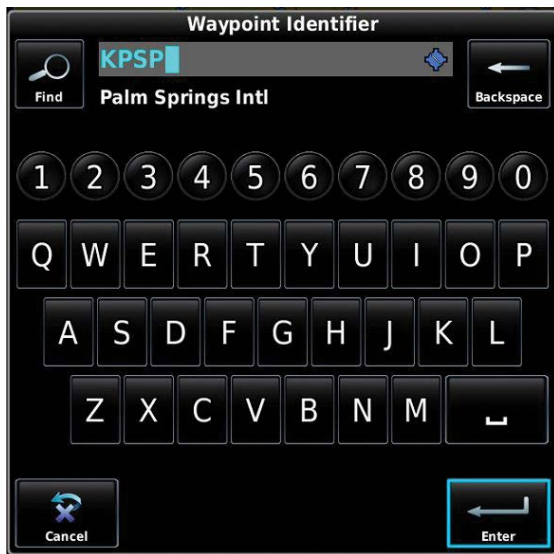 Waypoint Identifier
KPSP
Find
Palm Springs Intl
Backspace
1 2 3 4 5 6 7 8 9 0
Q W E R T Y U I O P
A S D F G H J K L
Z X C V B N M
Cancel
Enter